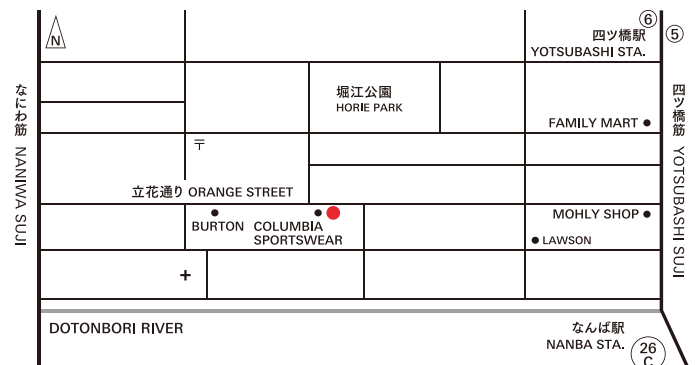 N
四ツ橋駅
YOTSUBASHI STA.
⑥
⑤
堀江公園
HORIE PARK
FAMILY MART
なにわ筋 NANIWA SUJI
四ツ橋筋 YOTSUBASHI SUJI
〒
立花通り ORANGE STREET
BURTON
COLUMBIA
SPORTSWEAR
MOHLY SHOP
LAWSON
DOTONBORI RIVER
なんば駅
NANBA STA.
26
C